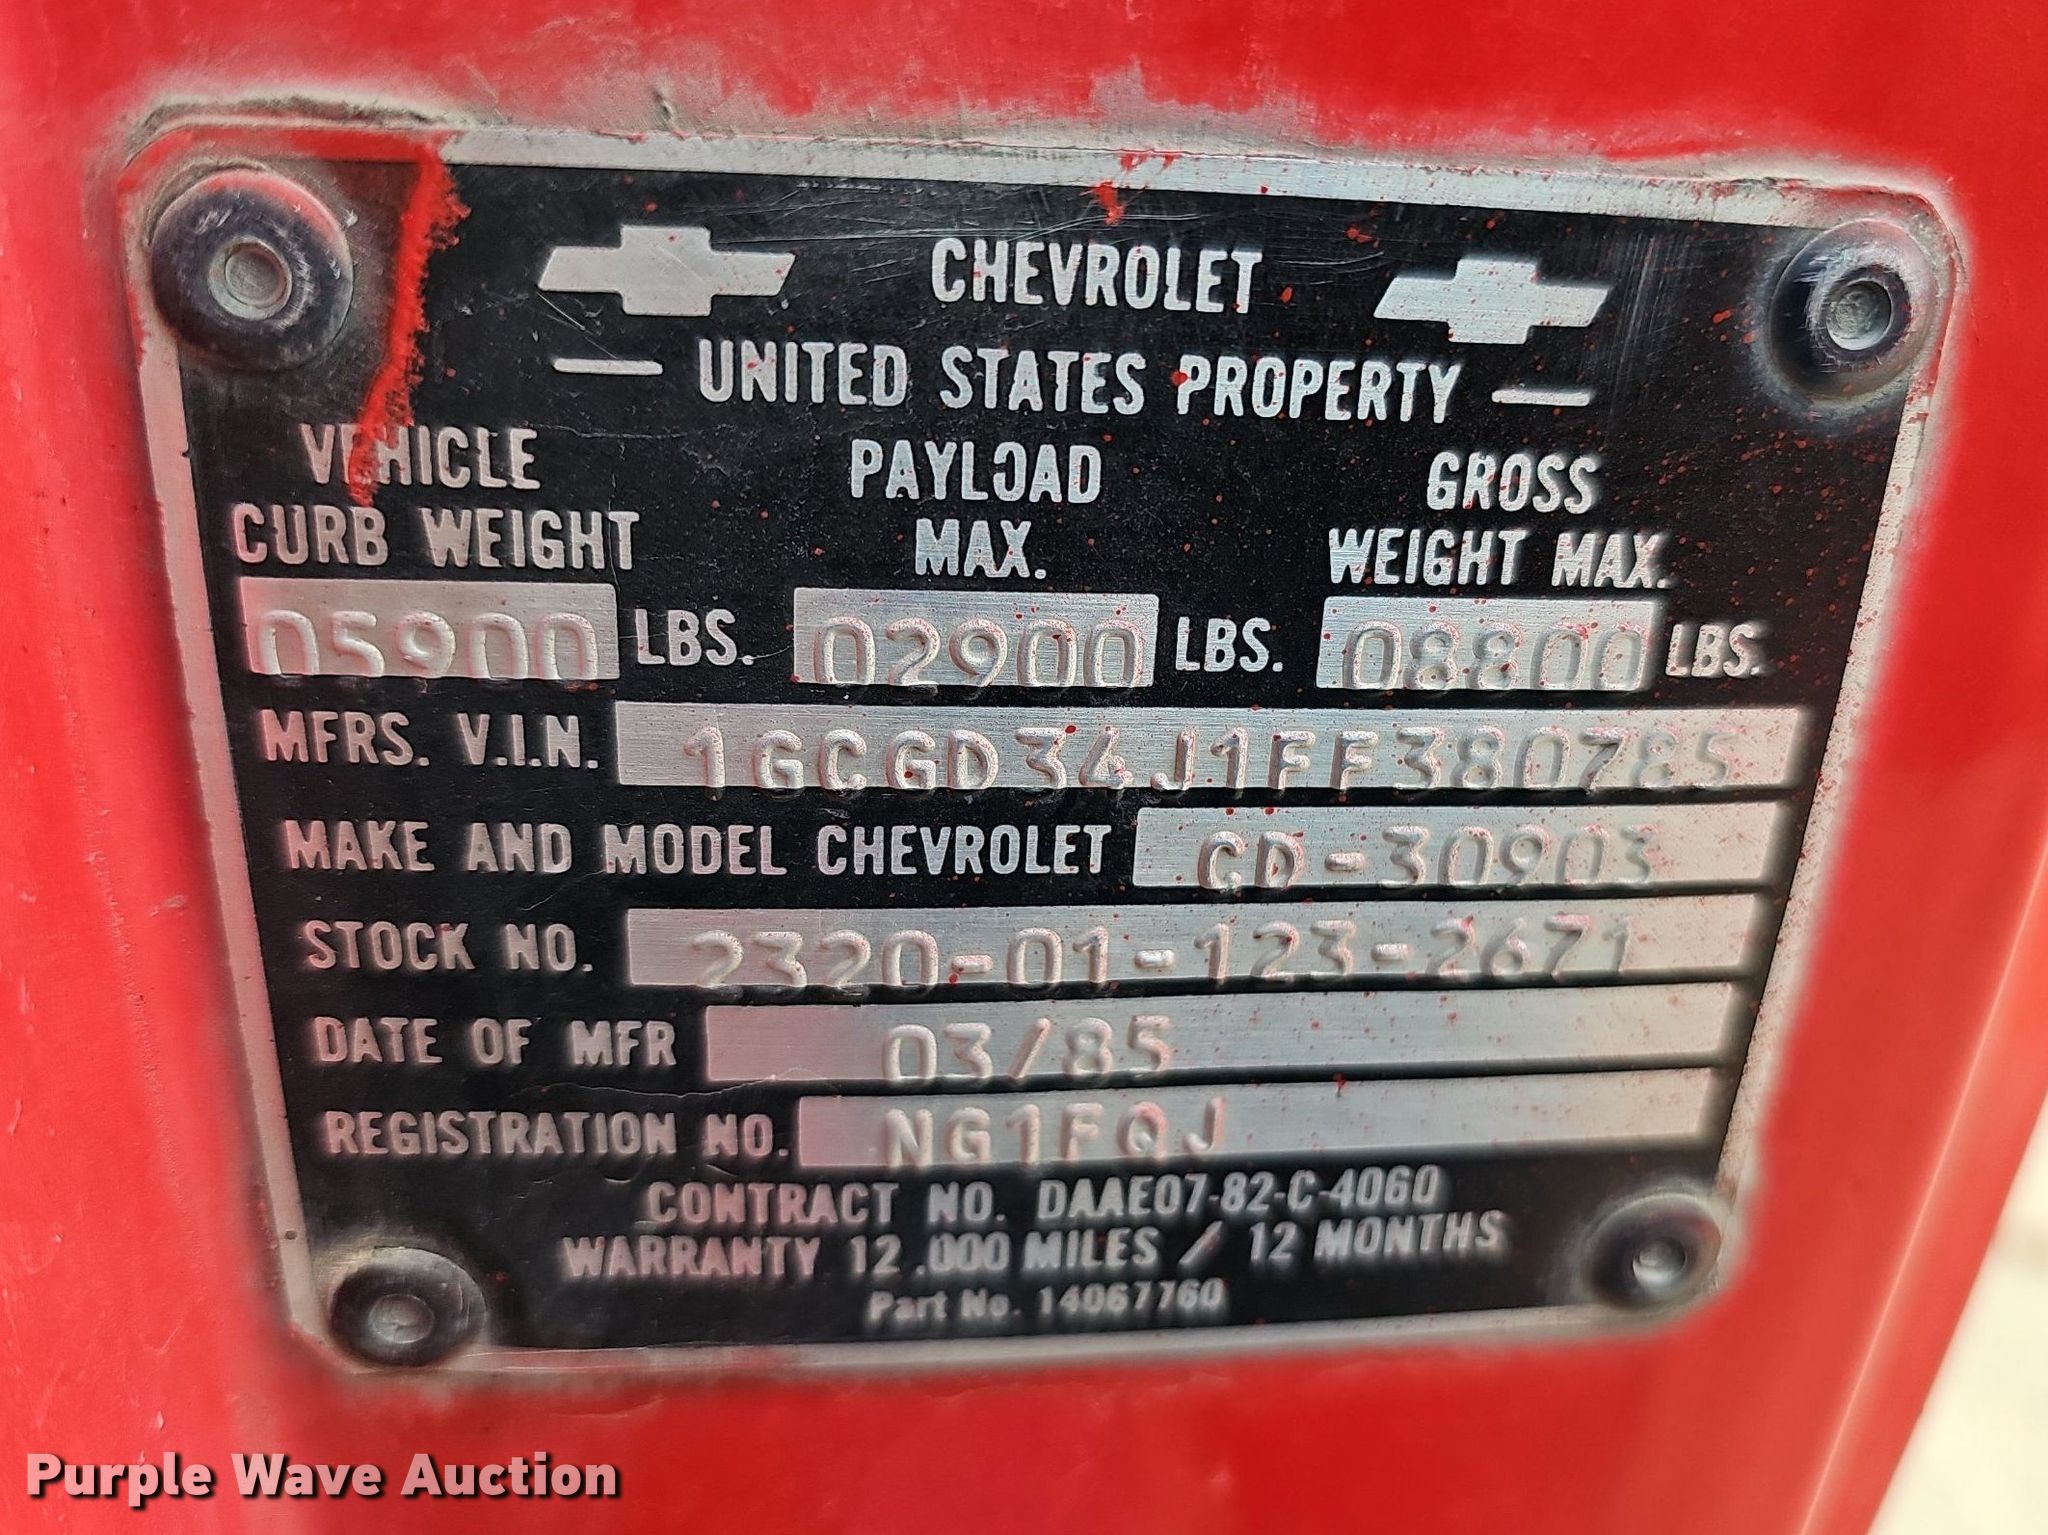 CHEVROLET
— UNITED STATES PROPERTY —
VEHICLE CURB WEIGHT
PAYLOAD MAX.
GROSS WEIGHT MAX.
05900 LBS. 02900 LBS. 08800 LBS.
MFRS. V.I.N. 1GCGD34J1FF380785
MAKE AND MODEL CHEVROLET CD-30903
STOCK NO. 2320-01-123-2671
DATE OF MFR 03/85
REGISTRATION NO. NG1FQJ
CONTRACT NO. DAAE07-82-C-4060
WARRANTY 12.000 MILES / 12 MONTHS
Part No. 14067760
Purple Wave Auction